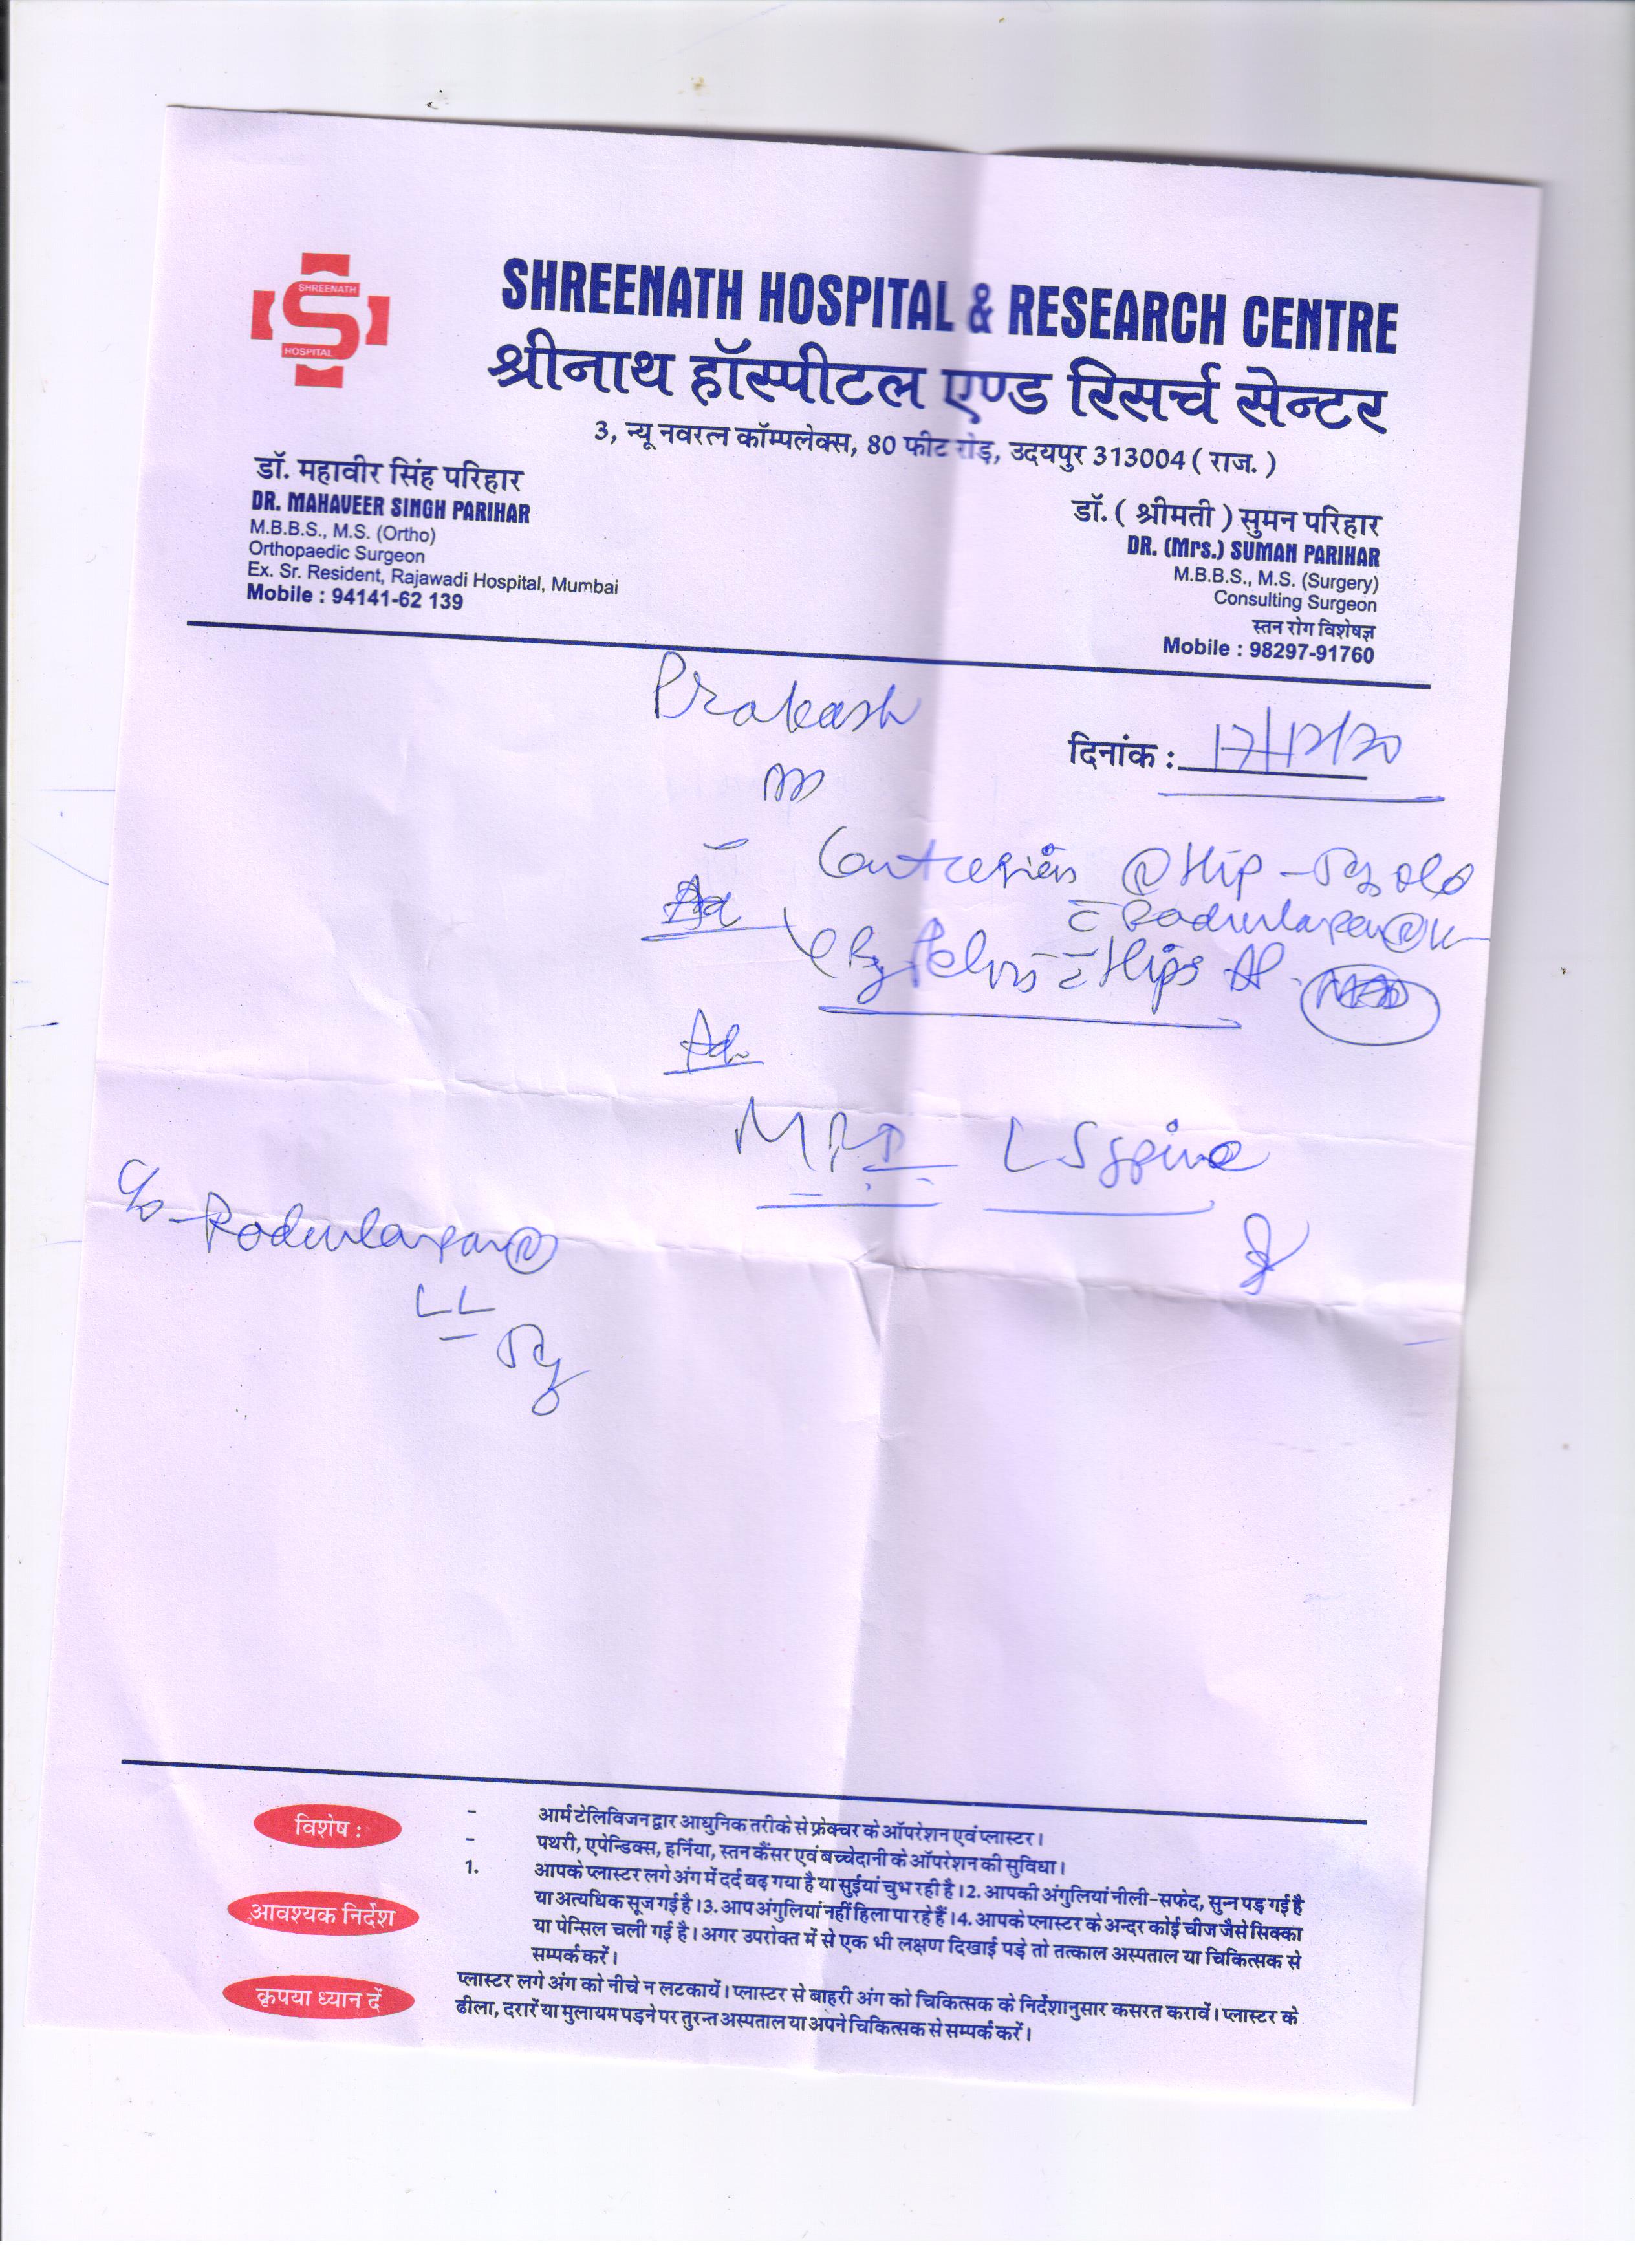 SHREENATH
HOSPITAL
SHREENATH HOSPITAL & RESEARCH CENTRE
श्रीनाथ हॉस्पीटल एण्ड रिसर्च सेन्टर
3, न्यू नवरत्न कॉम्पलेक्स, 80 फीट रोड़, उदयपुर 313004 ( राज. )
डॉ. महावीर सिंह परिहार
DR. MAHAVEER SINGH PARIHAR
M.B.B.S., M.S. (Ortho)
Orthopaedic Surgeon
Ex. Sr. Resident, Rajawadi Hospital, Mumbai
Mobile : 94141-62 139
डॉ. ( श्रीमती ) सुमन परिहार
DR. (Mrs.) SUMAN PARIHAR
M.B.B.S., M.S. (Surgery)
Consulting Surgeon
स्तन रोग विशेषज्ञ
Mobile : 98297-91760
Prakash
दिनांक :
Hip
Hips
Ad.
MRI LS spine
c/o
LL
विशेष :
- आर्म टेलिविजन द्वार आधुनिक तरीके से फ्रेक्चर के ऑपरेशन एवं प्लास्टर।
- पथरी, एपेन्डिक्स, हर्निया, स्तन कैंसर एवं बच्चेदानी के ऑपरेशन की सुविधा।
आवश्यक निर्देश
1. आपके प्लास्टर लगे अंग में दर्द बढ़ गया है या सुईयां चुभ रही है। 2. आपकी अंगुलियां नीली-सफेद, सुन्न पड़ गई है
या अत्यधिक सूज गई है। 3. आप अंगुलियां नहीं हिला पा रहे हैं। 4. आपके प्लास्टर के अन्दर कोई चीज जैसे सिक्का
या पेन्सिल चली गई है। अगर उपरोक्त में से एक भी लक्षण दिखाई पड़े तो तत्काल अस्पताल या चिकित्सक से
सम्पर्क करें।
कृपया ध्यान दें
प्लास्टर लगे अंग को नीचे न लटकायें। प्लास्टर से बाहरी अंग को चिकित्सक के निर्देशानुसार कसरत करावें। प्लास्टर के
ढीला, दरारें या मुलायम पड़ने पर तुरन्त अस्पताल या अपने चिकित्सक से सम्पर्क करें।